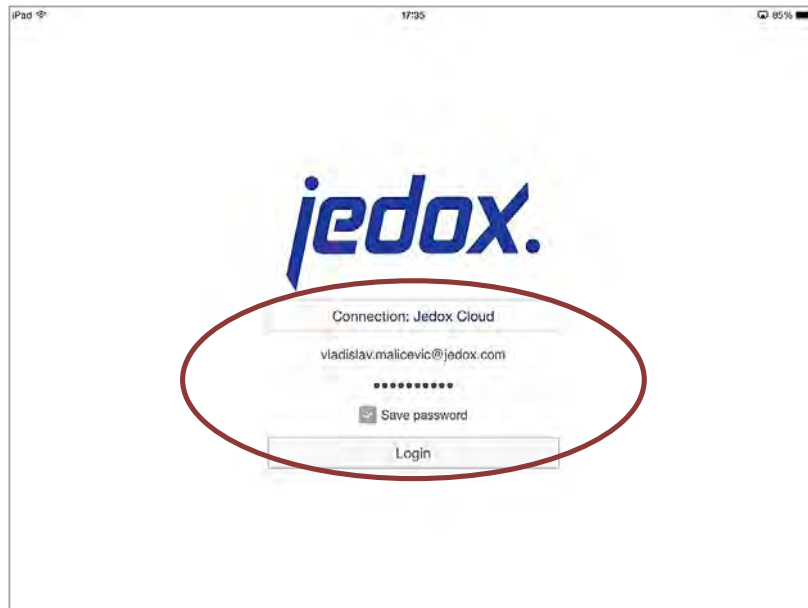 iPad 17:35 85%
jedox.
Connection: Jedox Cloud
vladislav.malicevic@jedox.com
••••••••••
Save password
Login